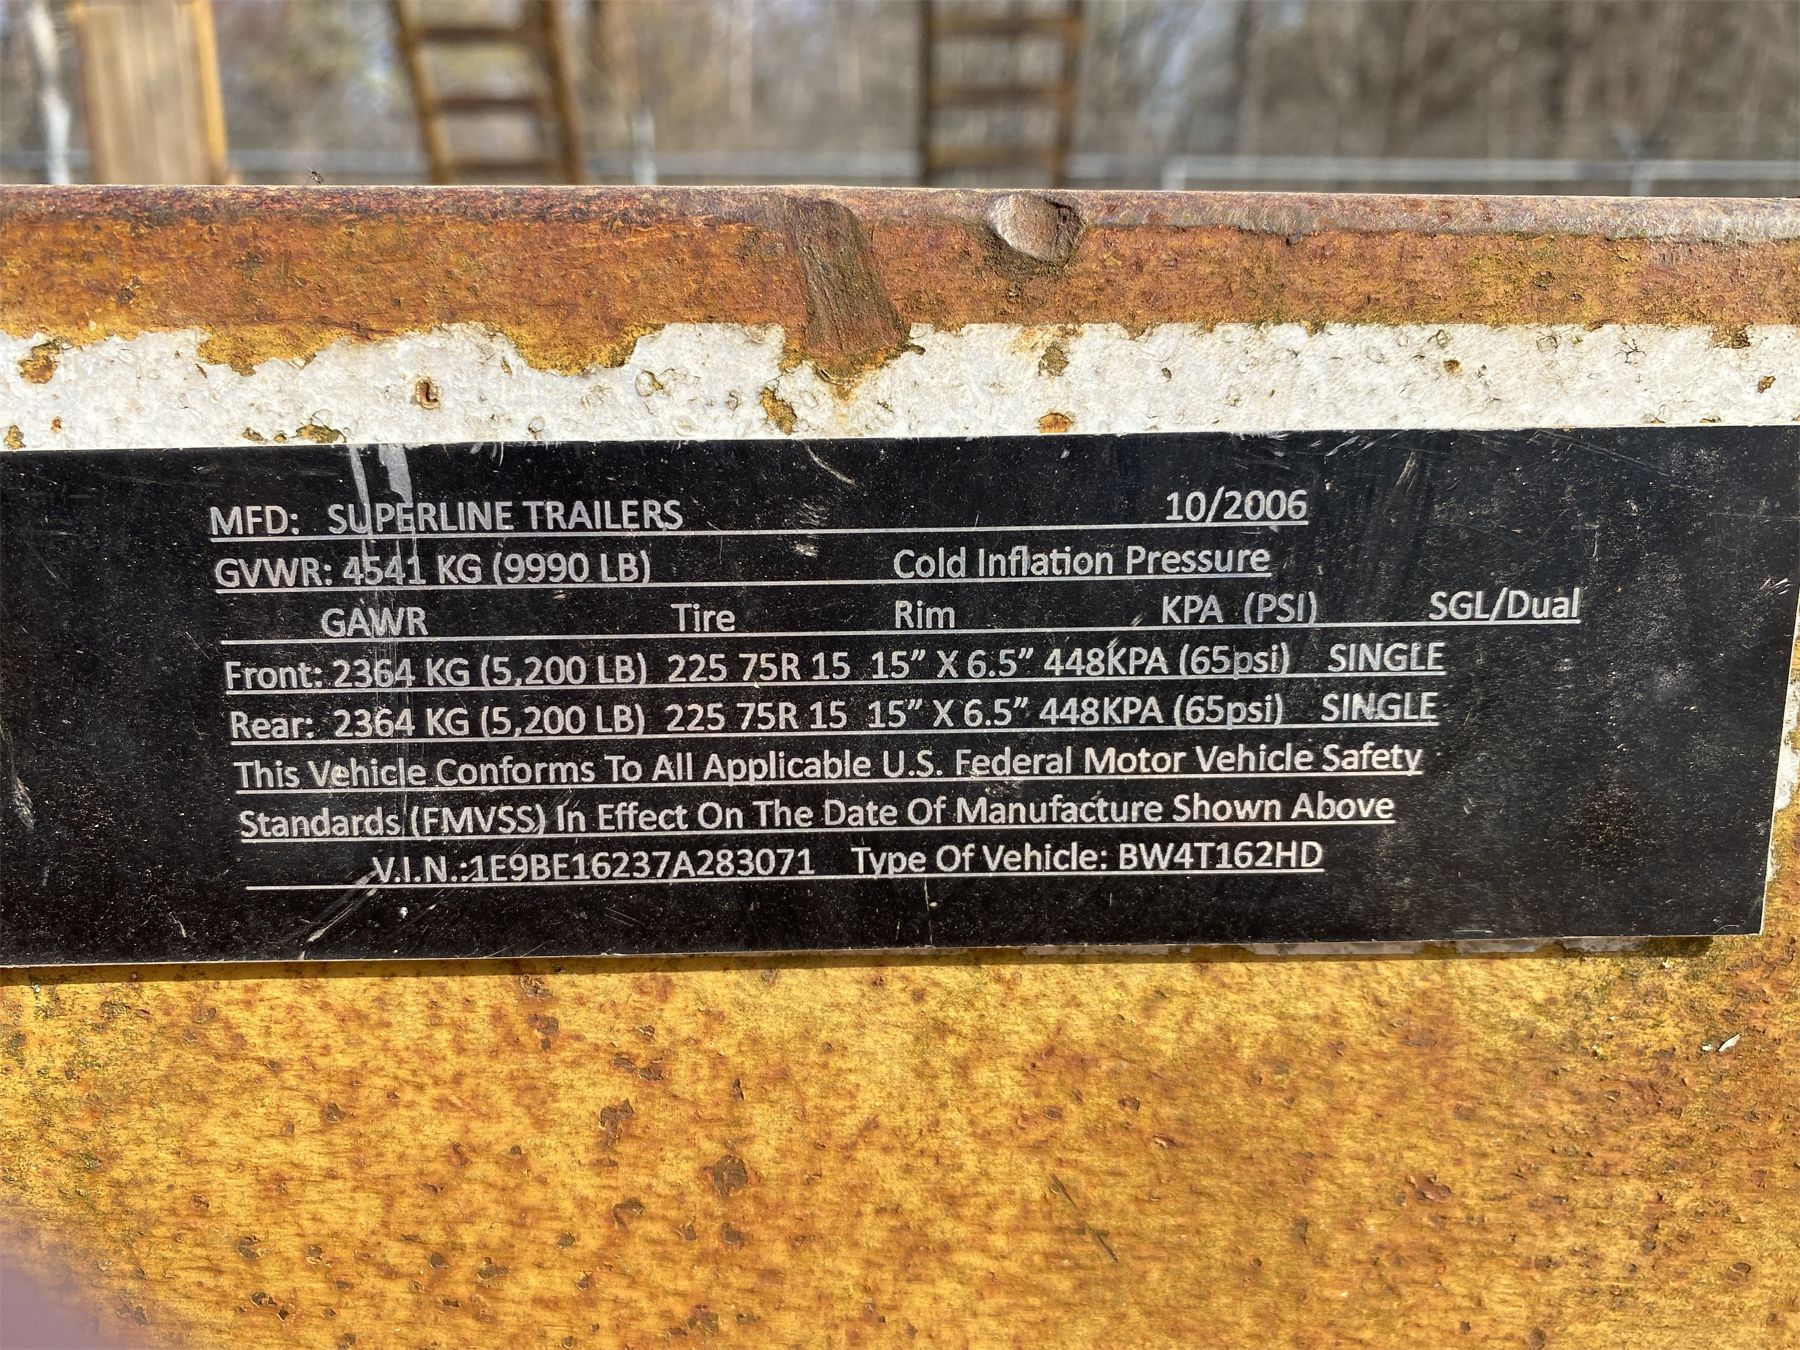 MFD: SUPERLINE TRAILERS 10/2006
GVWR: 4541 KG (9990 LB) Cold Inflation Pressure
GAWR Tire Rim KPA (PSI) SGL/Dual
Front: 2364 KG (5,200 LB) 225 75R 15 15” X 6.5” 448KPA (65psi) SINGLE
Rear: 2364 KG (5,200 LB) 225 75R 15 15” X 6.5” 448KPA (65psi) SINGLE
This Vehicle Conforms To All Applicable U.S. Federal Motor Vehicle Safety
Standards (FMVSS) In Effect On The Date Of Manufacture Shown Above
V.I.N.:1E9BE16237A283071 Type Of Vehicle: BW4T162HD